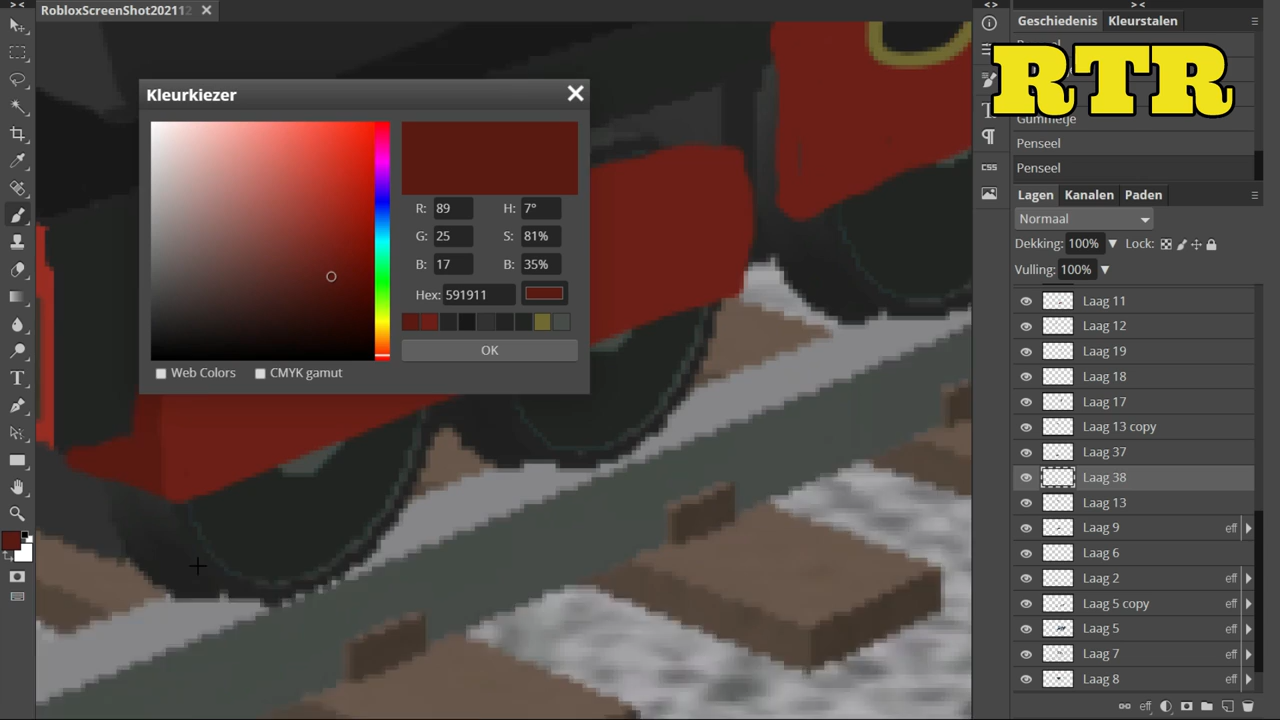 RobloxScreenShot202112
Geschiedenis Kleurstalen
RTR
Gummetje
Penseel
Penseel
Kleurkiezer
R: 89 H: 7°
G: 25 S: 81%
B: 17 B: 35%
Hex: 591911
OK
Web Colors CMYK gamut
Lagen Kanalen Paden
Normaal
Dekking: 100% Lock:
Vulling: 100%
Laag 11
Laag 12
Laag 19
Laag 18
Laag 17
Laag 13 copy
Laag 37
Laag 38
Laag 13
Laag 9 eff
Laag 6
Laag 2 eff
Laag 5 copy eff
Laag 5 eff
Laag 7 eff
Laag 8 eff
eff
CSS